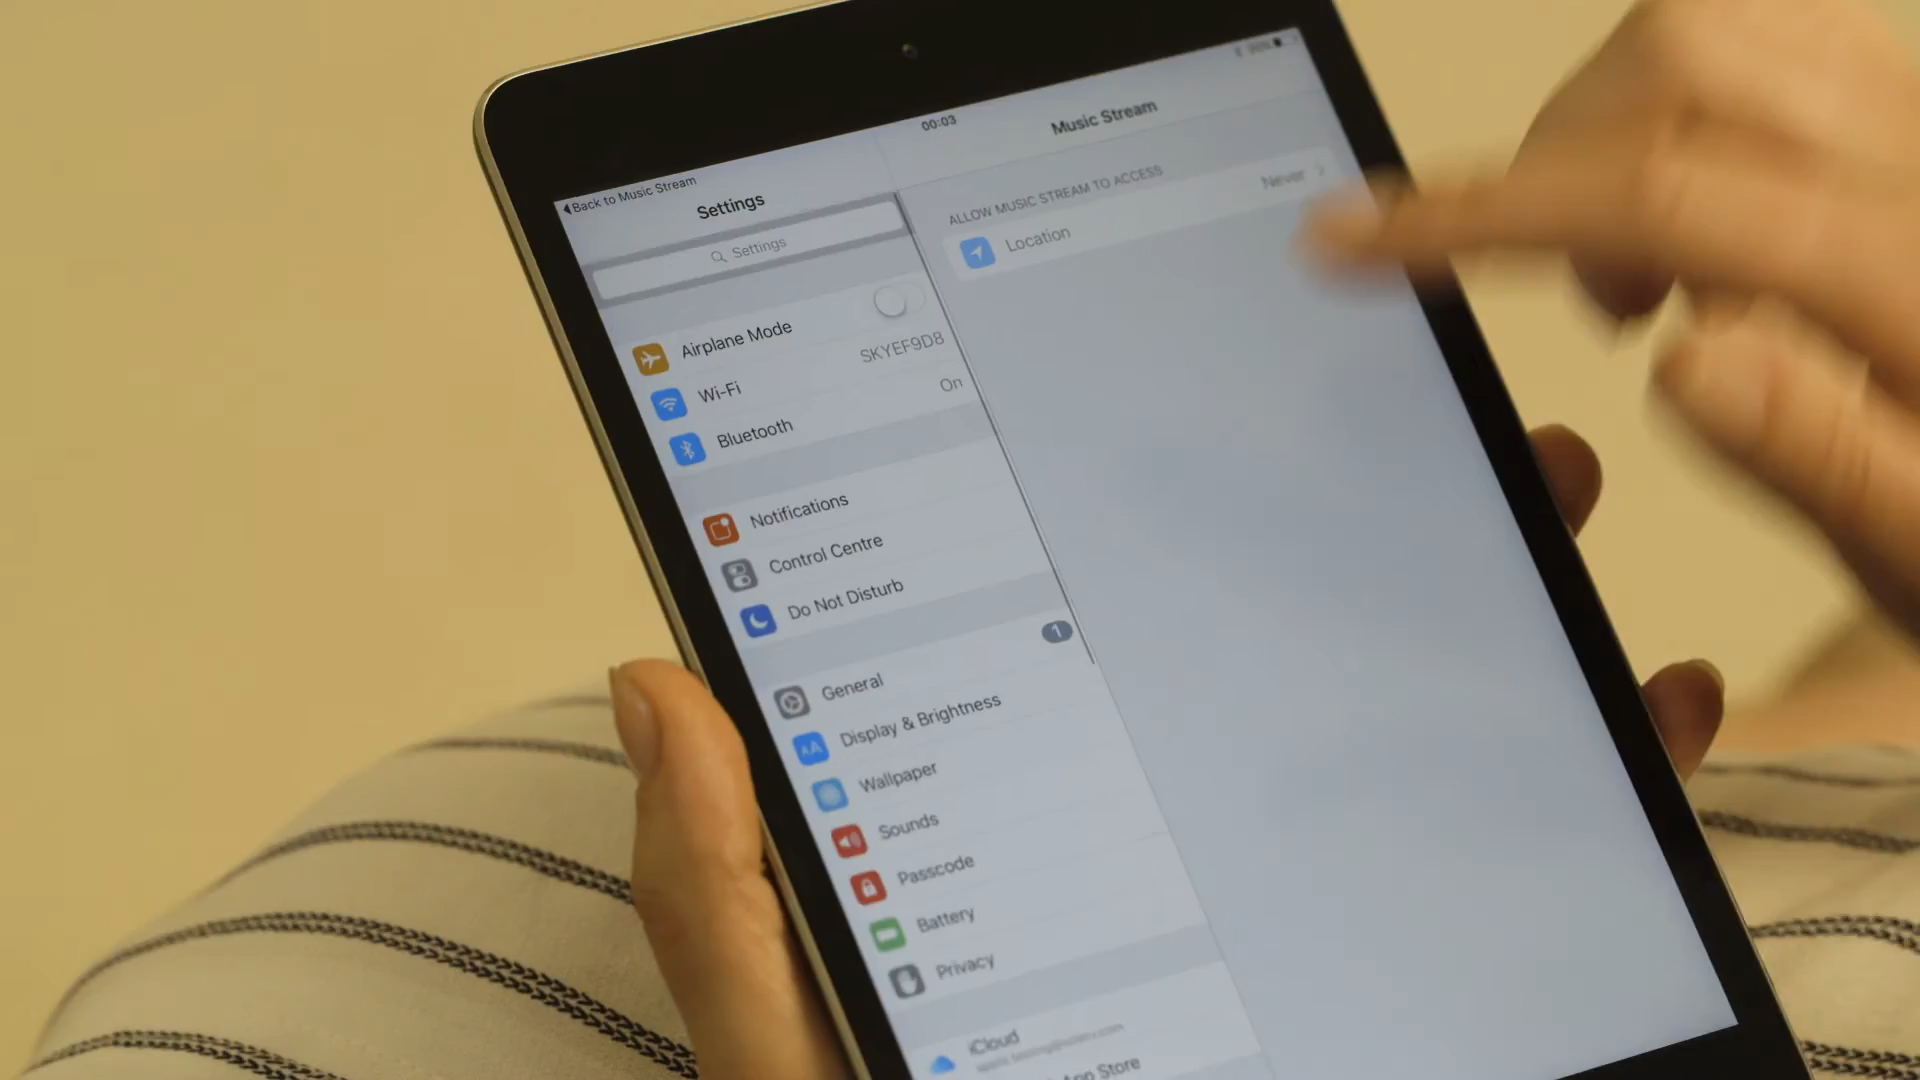 00:03
Back to Music Stream
Settings
Settings
Airplane Mode
Wi-Fi SKYEF9D8
Bluetooth On
Notifications
Control Centre
Do Not Disturb
General 1
Display & Brightness
Wallpaper
Sounds
Passcode
Battery
Privacy
iCloud
App Store
Music Stream
ALLOW MUSIC STREAM TO ACCESS
Location Never